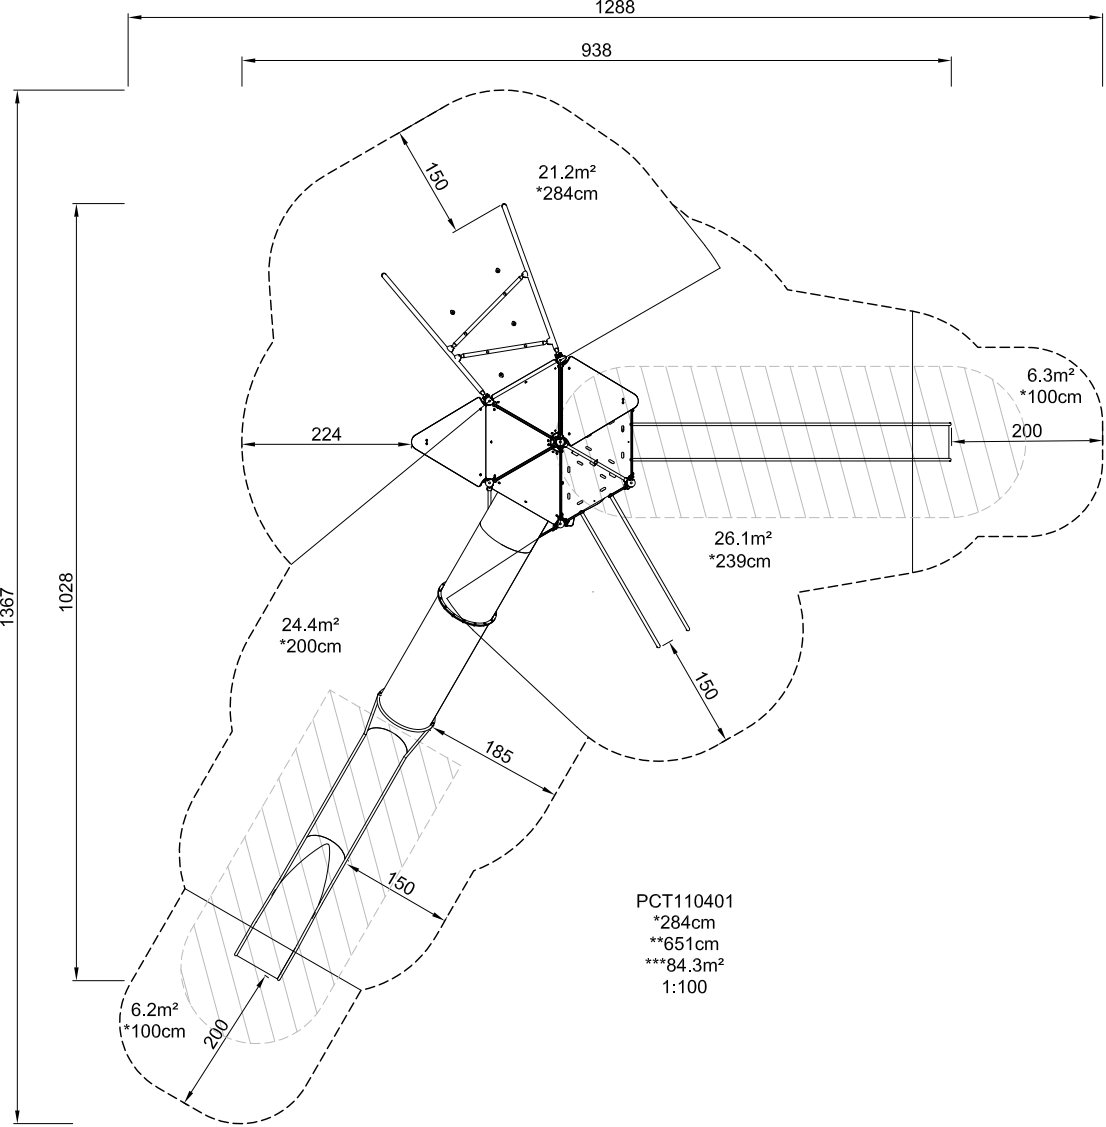 1288
938
150
21.2m²
*284cm
6.3m²
*100cm
224
200
26.1m²
*239cm
1028
1367
24.4m²
*200cm
150
185
150
PCT110401
*284cm
**651cm
***84.3m²
1:100
6.2m²
*100cm
200